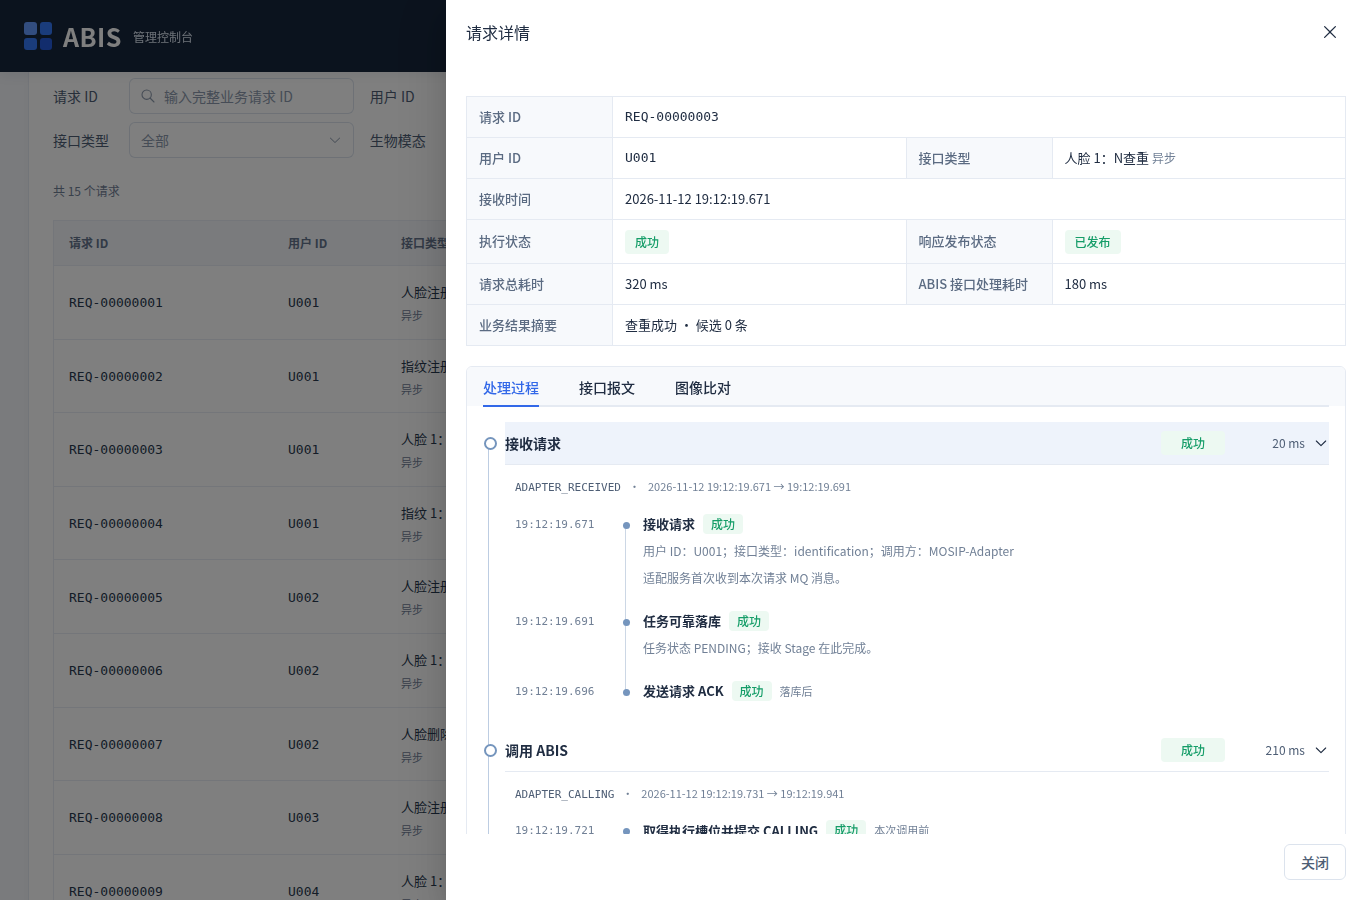 ABIS 管理控制台
请求 ID 输入完整业务请求 ID 用户 ID
接口类型 全部 生物模态
共 15 个请求
请求 ID 用户 ID 接口类型
REQ-00000001 U001 人脸注册
异步
REQ-00000002 U001 指纹注册
异步
REQ-00000003 U001 人脸 1：
异步
REQ-00000004 U001 指纹 1：
异步
REQ-00000005 U002 人脸注册
异步
REQ-00000006 U002 人脸 1：
异步
REQ-00000007 U002 人脸删除
异步
REQ-00000008 U003 人脸注册
异步
REQ-00000009 U004 人脸 1：
请求详情
请求 ID REQ-00000003
用户 ID U001 接口类型 人脸 1：N查重 异步
接收时间 2026-11-12 19:12:19.671
执行状态 成功 响应发布状态 已发布
请求总耗时 320 ms ABIS 接口处理耗时 180 ms
业务结果摘要 查重成功 · 候选 0 条
处理过程 接口报文 图像比对
接收请求 成功 20 ms
ADAPTER_RECEIVED · 2026-11-12 19:12:19.671 → 19:12:19.691
19:12:19.671 接收请求 成功
用户 ID：U001；接口类型：identification；调用方：MOSIP-Adapter
适配服务首次收到本次请求 MQ 消息。
19:12:19.691 任务可靠落库 成功
任务状态 PENDING；接收 Stage 在此完成。
19:12:19.696 发送请求 ACK 成功 落库后
调用 ABIS 成功 210 ms
ADAPTER_CALLING · 2026-11-12 19:12:19.731 → 19:12:19.941
19:12:19.721 取得执行槽位并提交 CALLING 成功 本次调用前
关闭